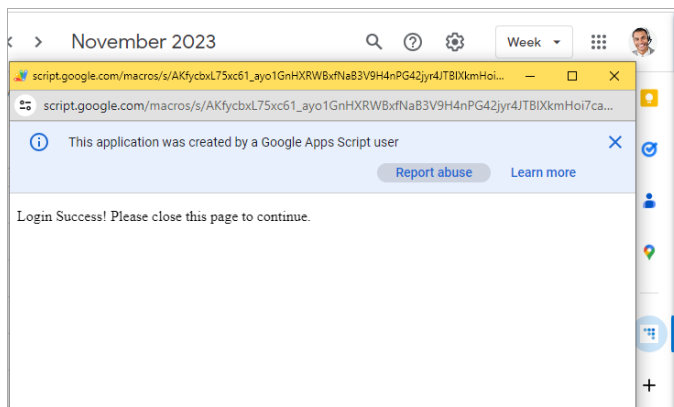 November 2023
Week
script.google.com/macros/s/AKfycbxL75xc61_ayo1GnHXRWBxfNaB3V9H4nPG42jyr4JTBlXkmHoi...
script.google.com/macros/s/AKfycbxL75xc61_ayo1GnHXRWBxfNaB3V9H4nPG42jyr4JTBlXkmHoi7ca...
This application was created by a Google Apps Script user
Report abuse Learn more
Login Success! Please close this page to continue.